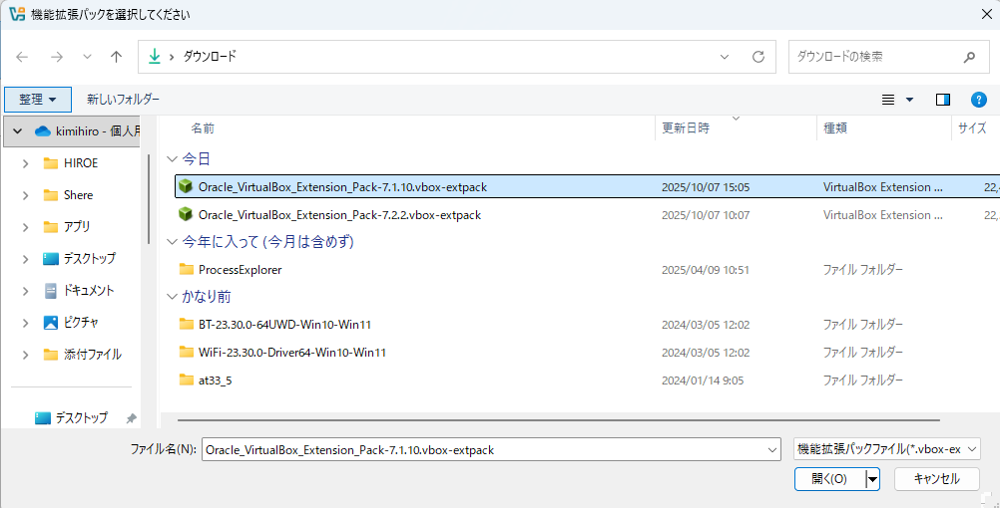 機能拡張パックを選択してください
ダウンロード
ダウンロードの検索
整理
新しいフォルダー
kimihiro - 個人用
HIROE
Shere
アプリ
デスクトップ
ドキュメント
ピクチャ
添付ファイル
デスクトップ
名前 更新日時 種類 サイズ
今日
Oracle_VirtualBox_Extension_Pack-7.1.10.vbox-extpack 2025/10/07 15:05 VirtualBox Extension ... 22,
Oracle_VirtualBox_Extension_Pack-7.2.2.vbox-extpack 2025/10/07 10:07 VirtualBox Extension ... 22,
今年に入って (今月は含めず)
ProcessExplorer 2025/04/09 10:51 ファイル フォルダー
かなり前
BT-23.30.0-64UWD-Win10-Win11 2024/03/05 12:02 ファイル フォルダー
WiFi-23.30.0-Driver64-Win10-Win11 2024/03/05 12:02 ファイル フォルダー
at33_5 2024/01/14 9:05 ファイル フォルダー
ファイル名(N): Oracle_VirtualBox_Extension_Pack-7.1.10.vbox-extpack 機能拡張パックファイル(*.vbox-ex
開く(O) キャンセル